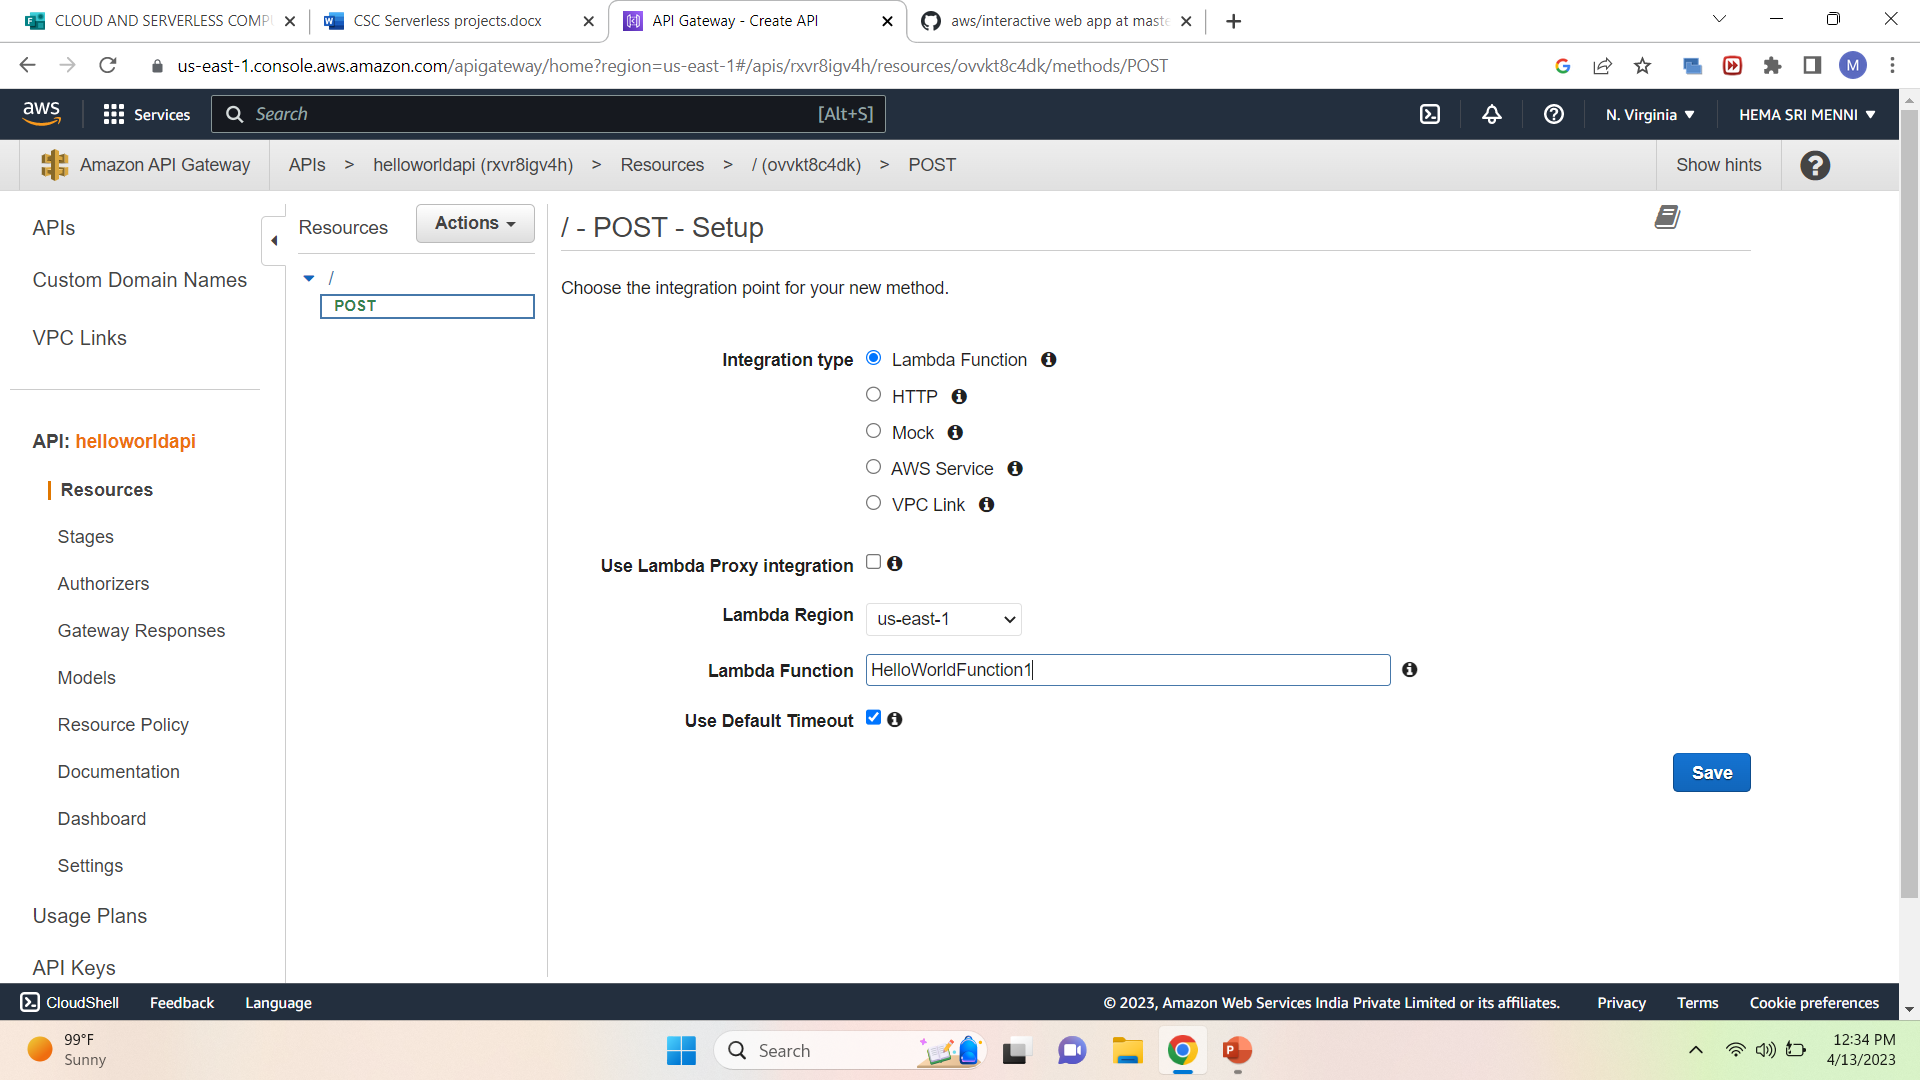 CLOUD AND SERVERLESS COMPU
CSC Serverless projects.docx
API Gateway - Create API
aws/interactive web app at maste
us-east-1.console.aws.amazon.com/apigateway/home?region=us-east-1#/apis/rxvr8igv4h/resources/ovvkt8c4dk/methods/POST
M
aws
Services
Search
[Alt+S]
N. Virginia
HEMA SRI MENNI
Amazon API Gateway
APIs > helloworldapi (rxvr8igv4h) > Resources > / (ovvkt8c4dk) > POST
Show hints
APIs
Custom Domain Names
VPC Links
API: helloworldapi
Resources
Stages
Authorizers
Gateway Responses
Models
Resource Policy
Documentation
Dashboard
Settings
Usage Plans
API Keys
Resources
Actions
/
POST
/ - POST - Setup
Choose the integration point for your new method.
Integration type
Lambda Function
HTTP
Mock
AWS Service
VPC Link
Use Lambda Proxy integration
Lambda Region
us-east-1
Lambda Function
HelloWorldFunction1
Use Default Timeout
Save
CloudShell
Feedback
Language
© 2023, Amazon Web Services India Private Limited or its affiliates.
Privacy
Terms
Cookie preferences
99°F
Sunny
Search
12:34 PM
4/13/2023